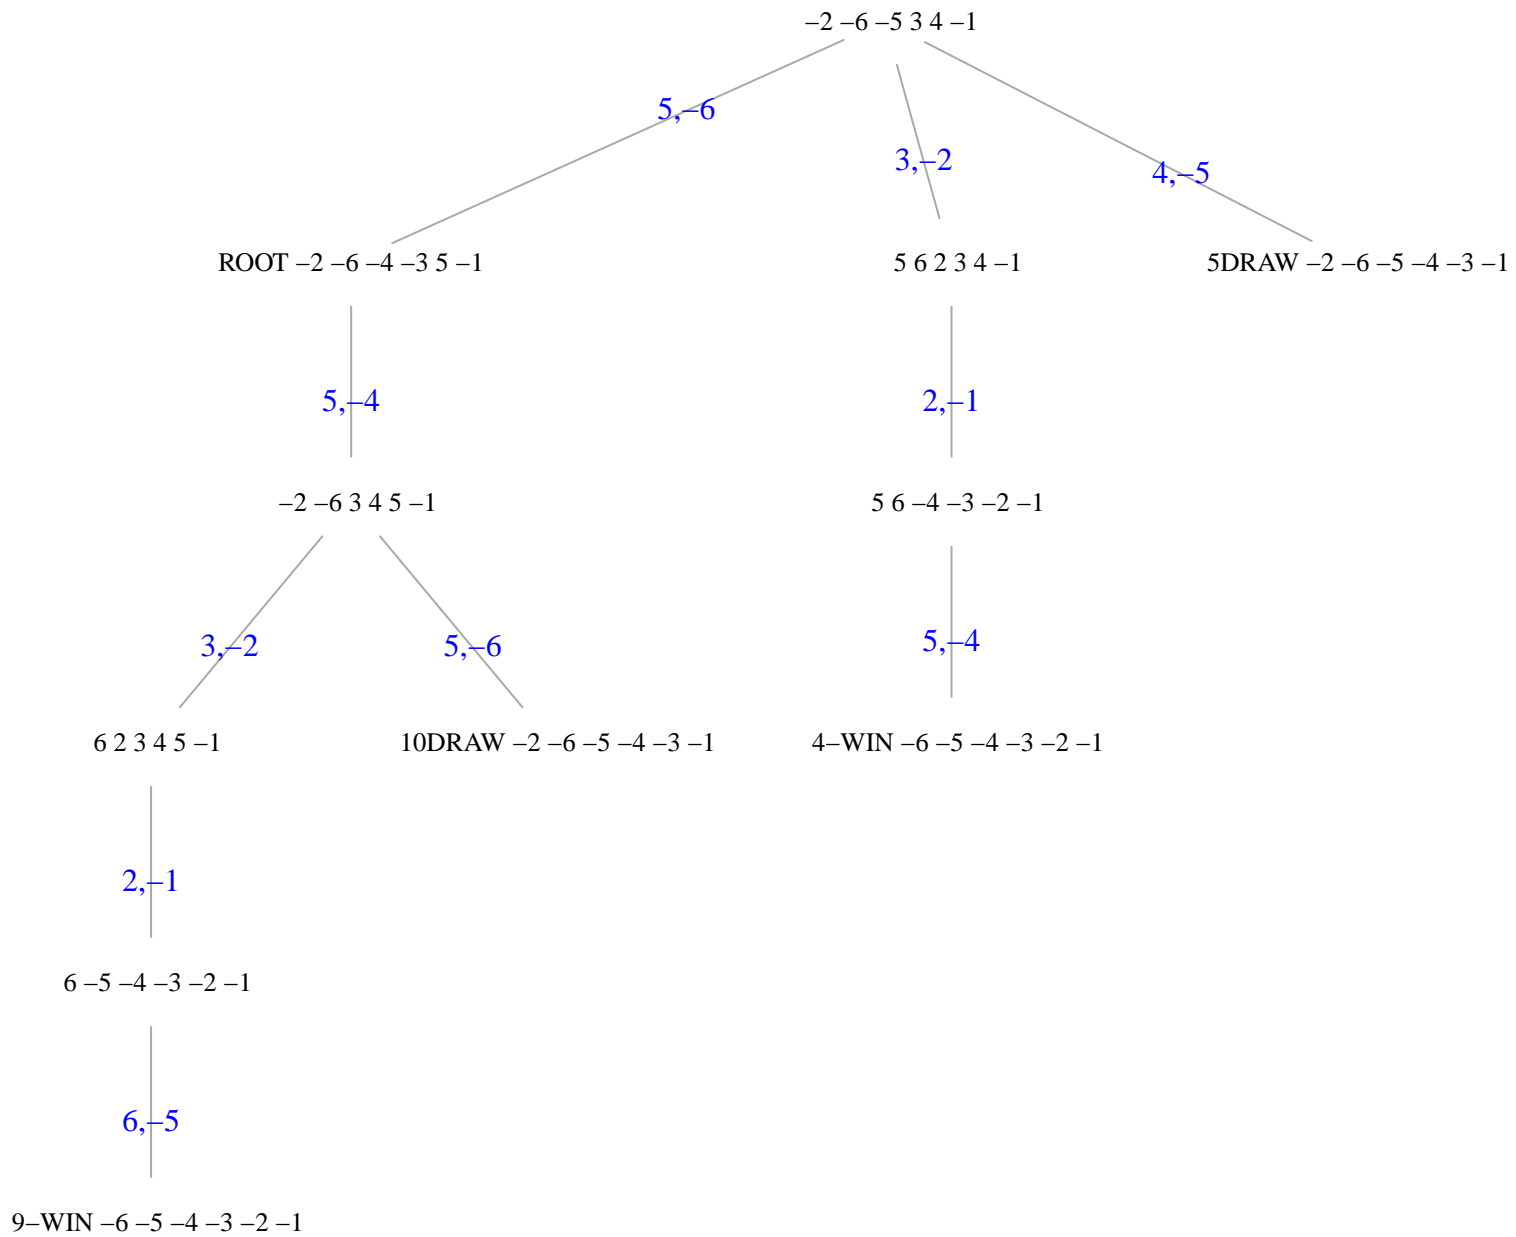 –2 –6 –5 3 4 –1
5,–6
3,–2
4,–5
ROOT –2 –6 –4 –3 5 –1
5 6 2 3 4 –1
5DRAW –2 –6 –5 –4 –3 –1
5,–4
2,–1
–2 –6 3 4 5 –1
5 6 –4 –3 –2 –1
3,–2
5,–6
5,–4
6 2 3 4 5 –1
10DRAW –2 –6 –5 –4 –3 –1
4–WIN –6 –5 –4 –3 –2 –1
2,–1
6 –5 –4 –3 –2 –1
6,–5
9–WIN –6 –5 –4 –3 –2 –1